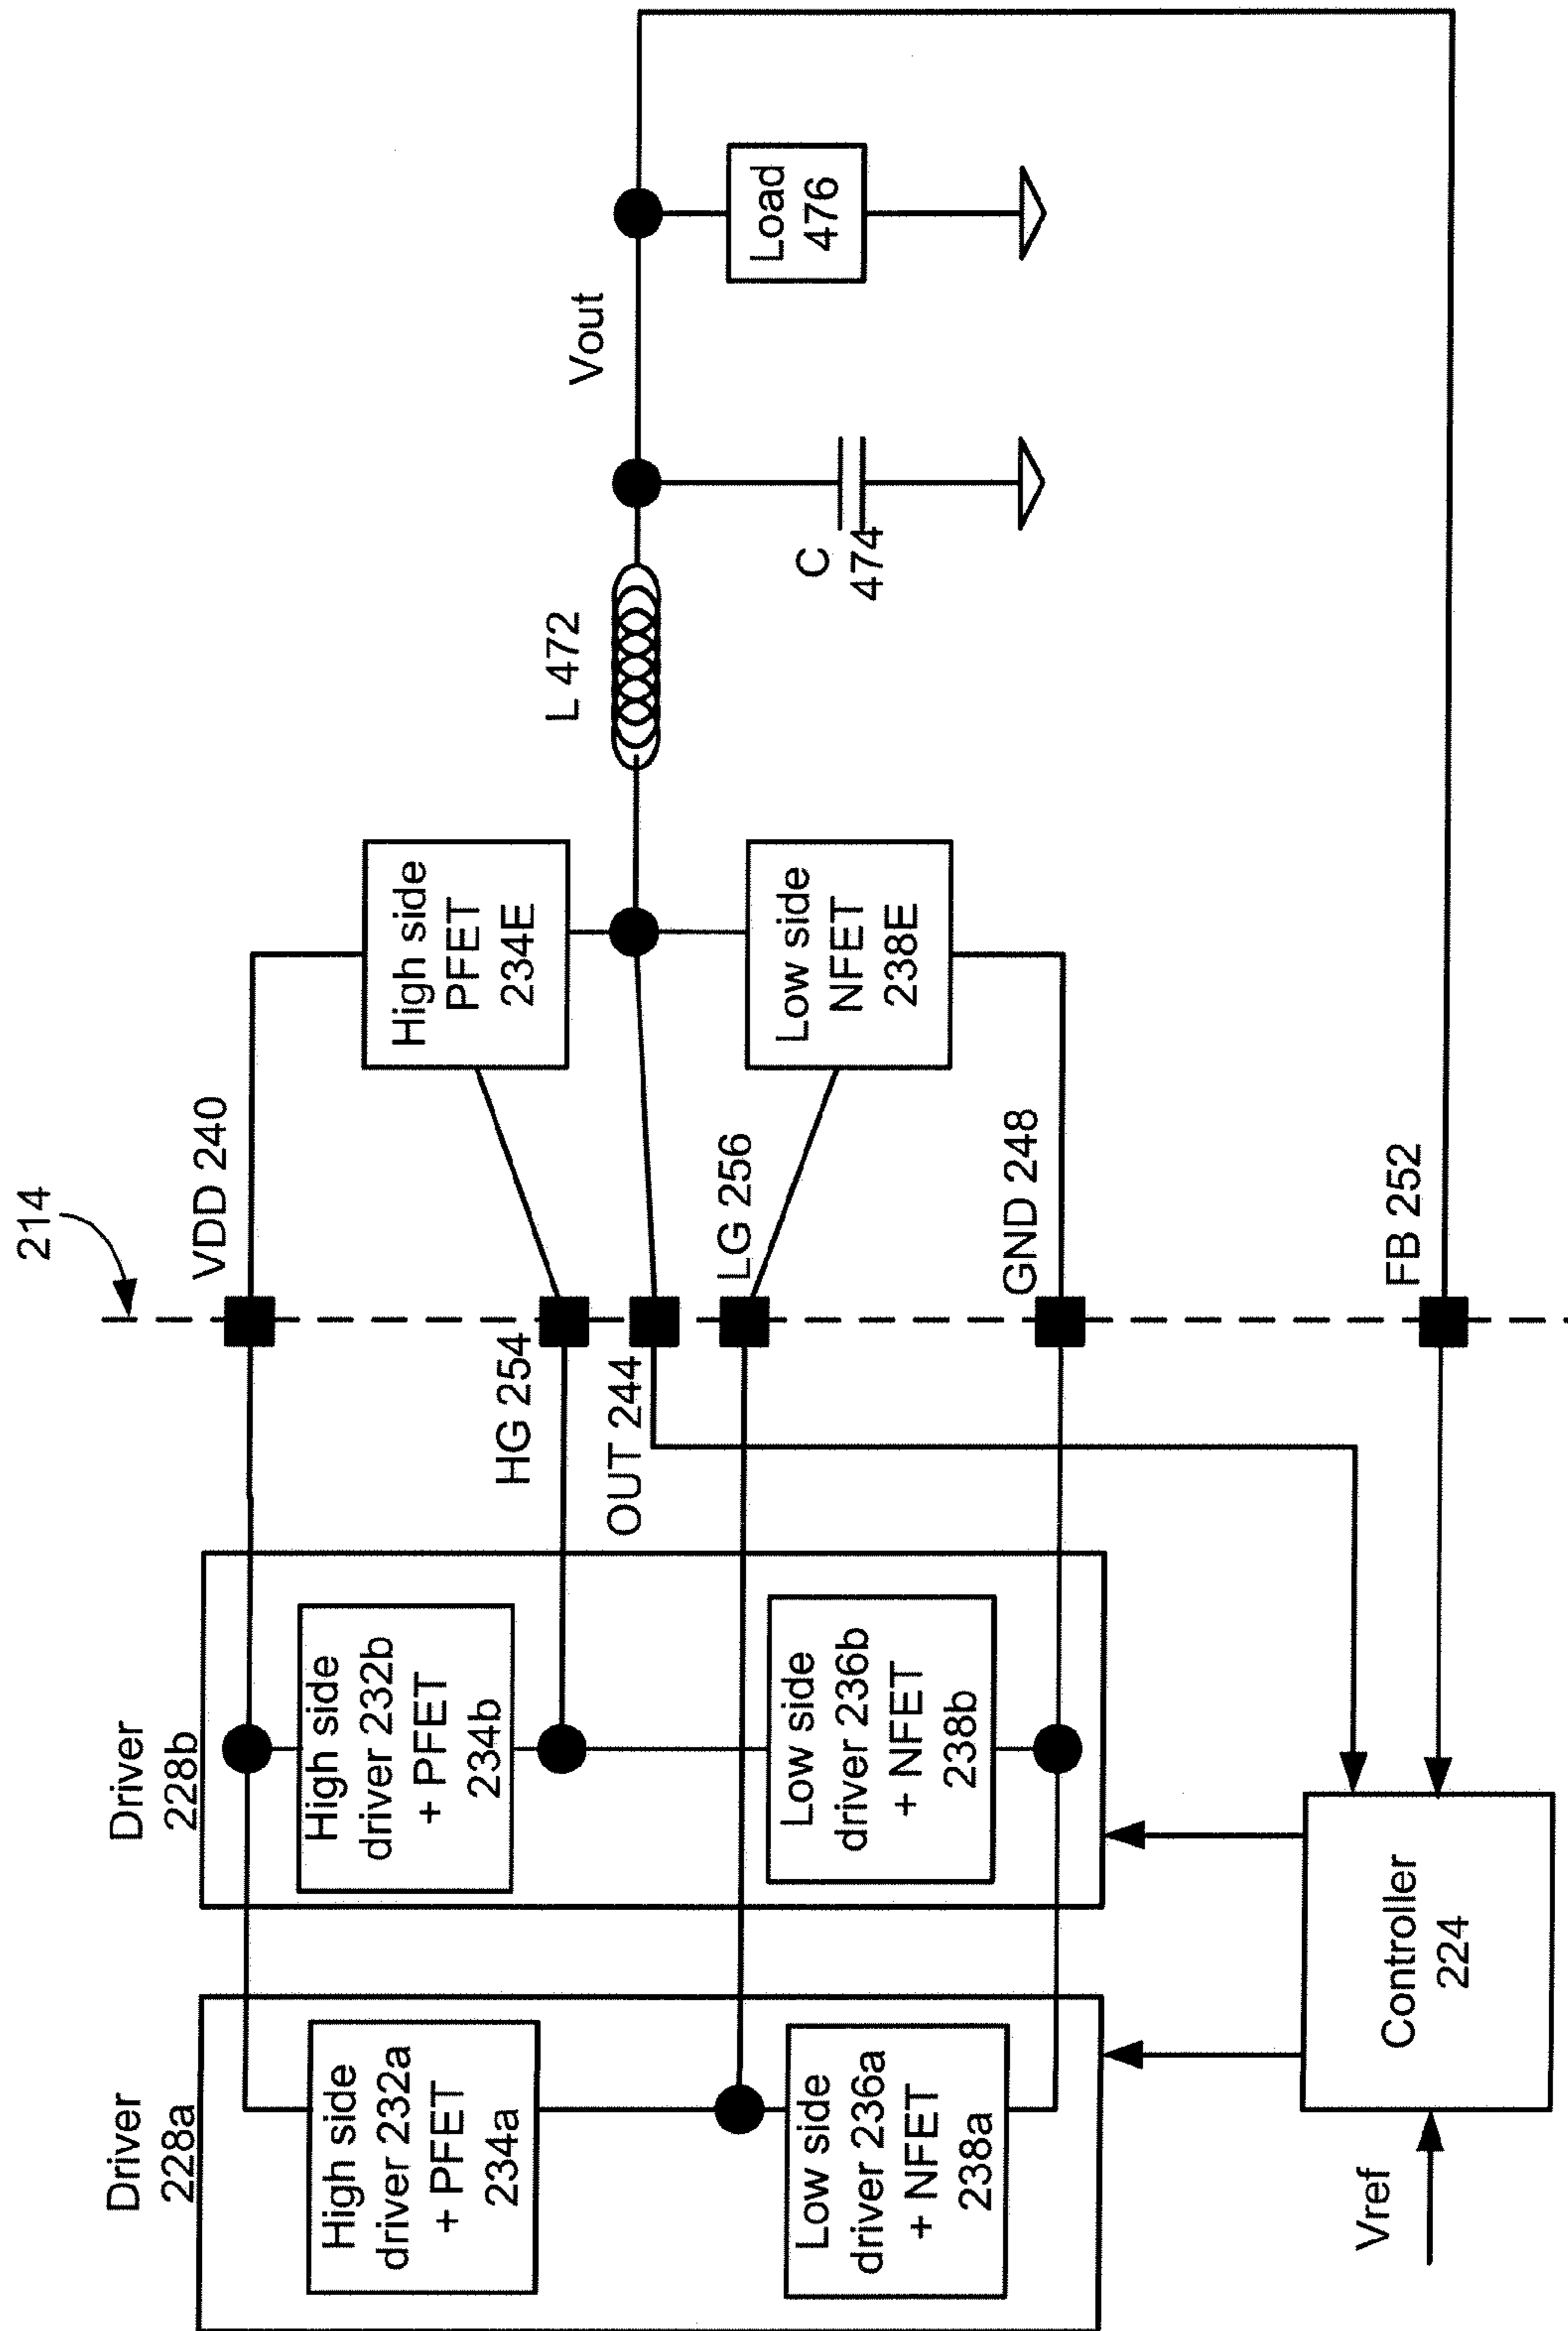 214
Driver
228a
Driver
228b
VDD 240
High side
driver 232a
+ PFET
234a
High side
driver 232b
+ PFET
234b
HG 254
OUT 244
LG 256
High side
PFET
234E
L 472
Vout
Low side
driver 236a
+ NFET
238a
Low side
driver 236b
+ NFET
238b
Low side
NFET
238E
C
474
Load
476
GND 248
FB 252
Vref
Controller
224